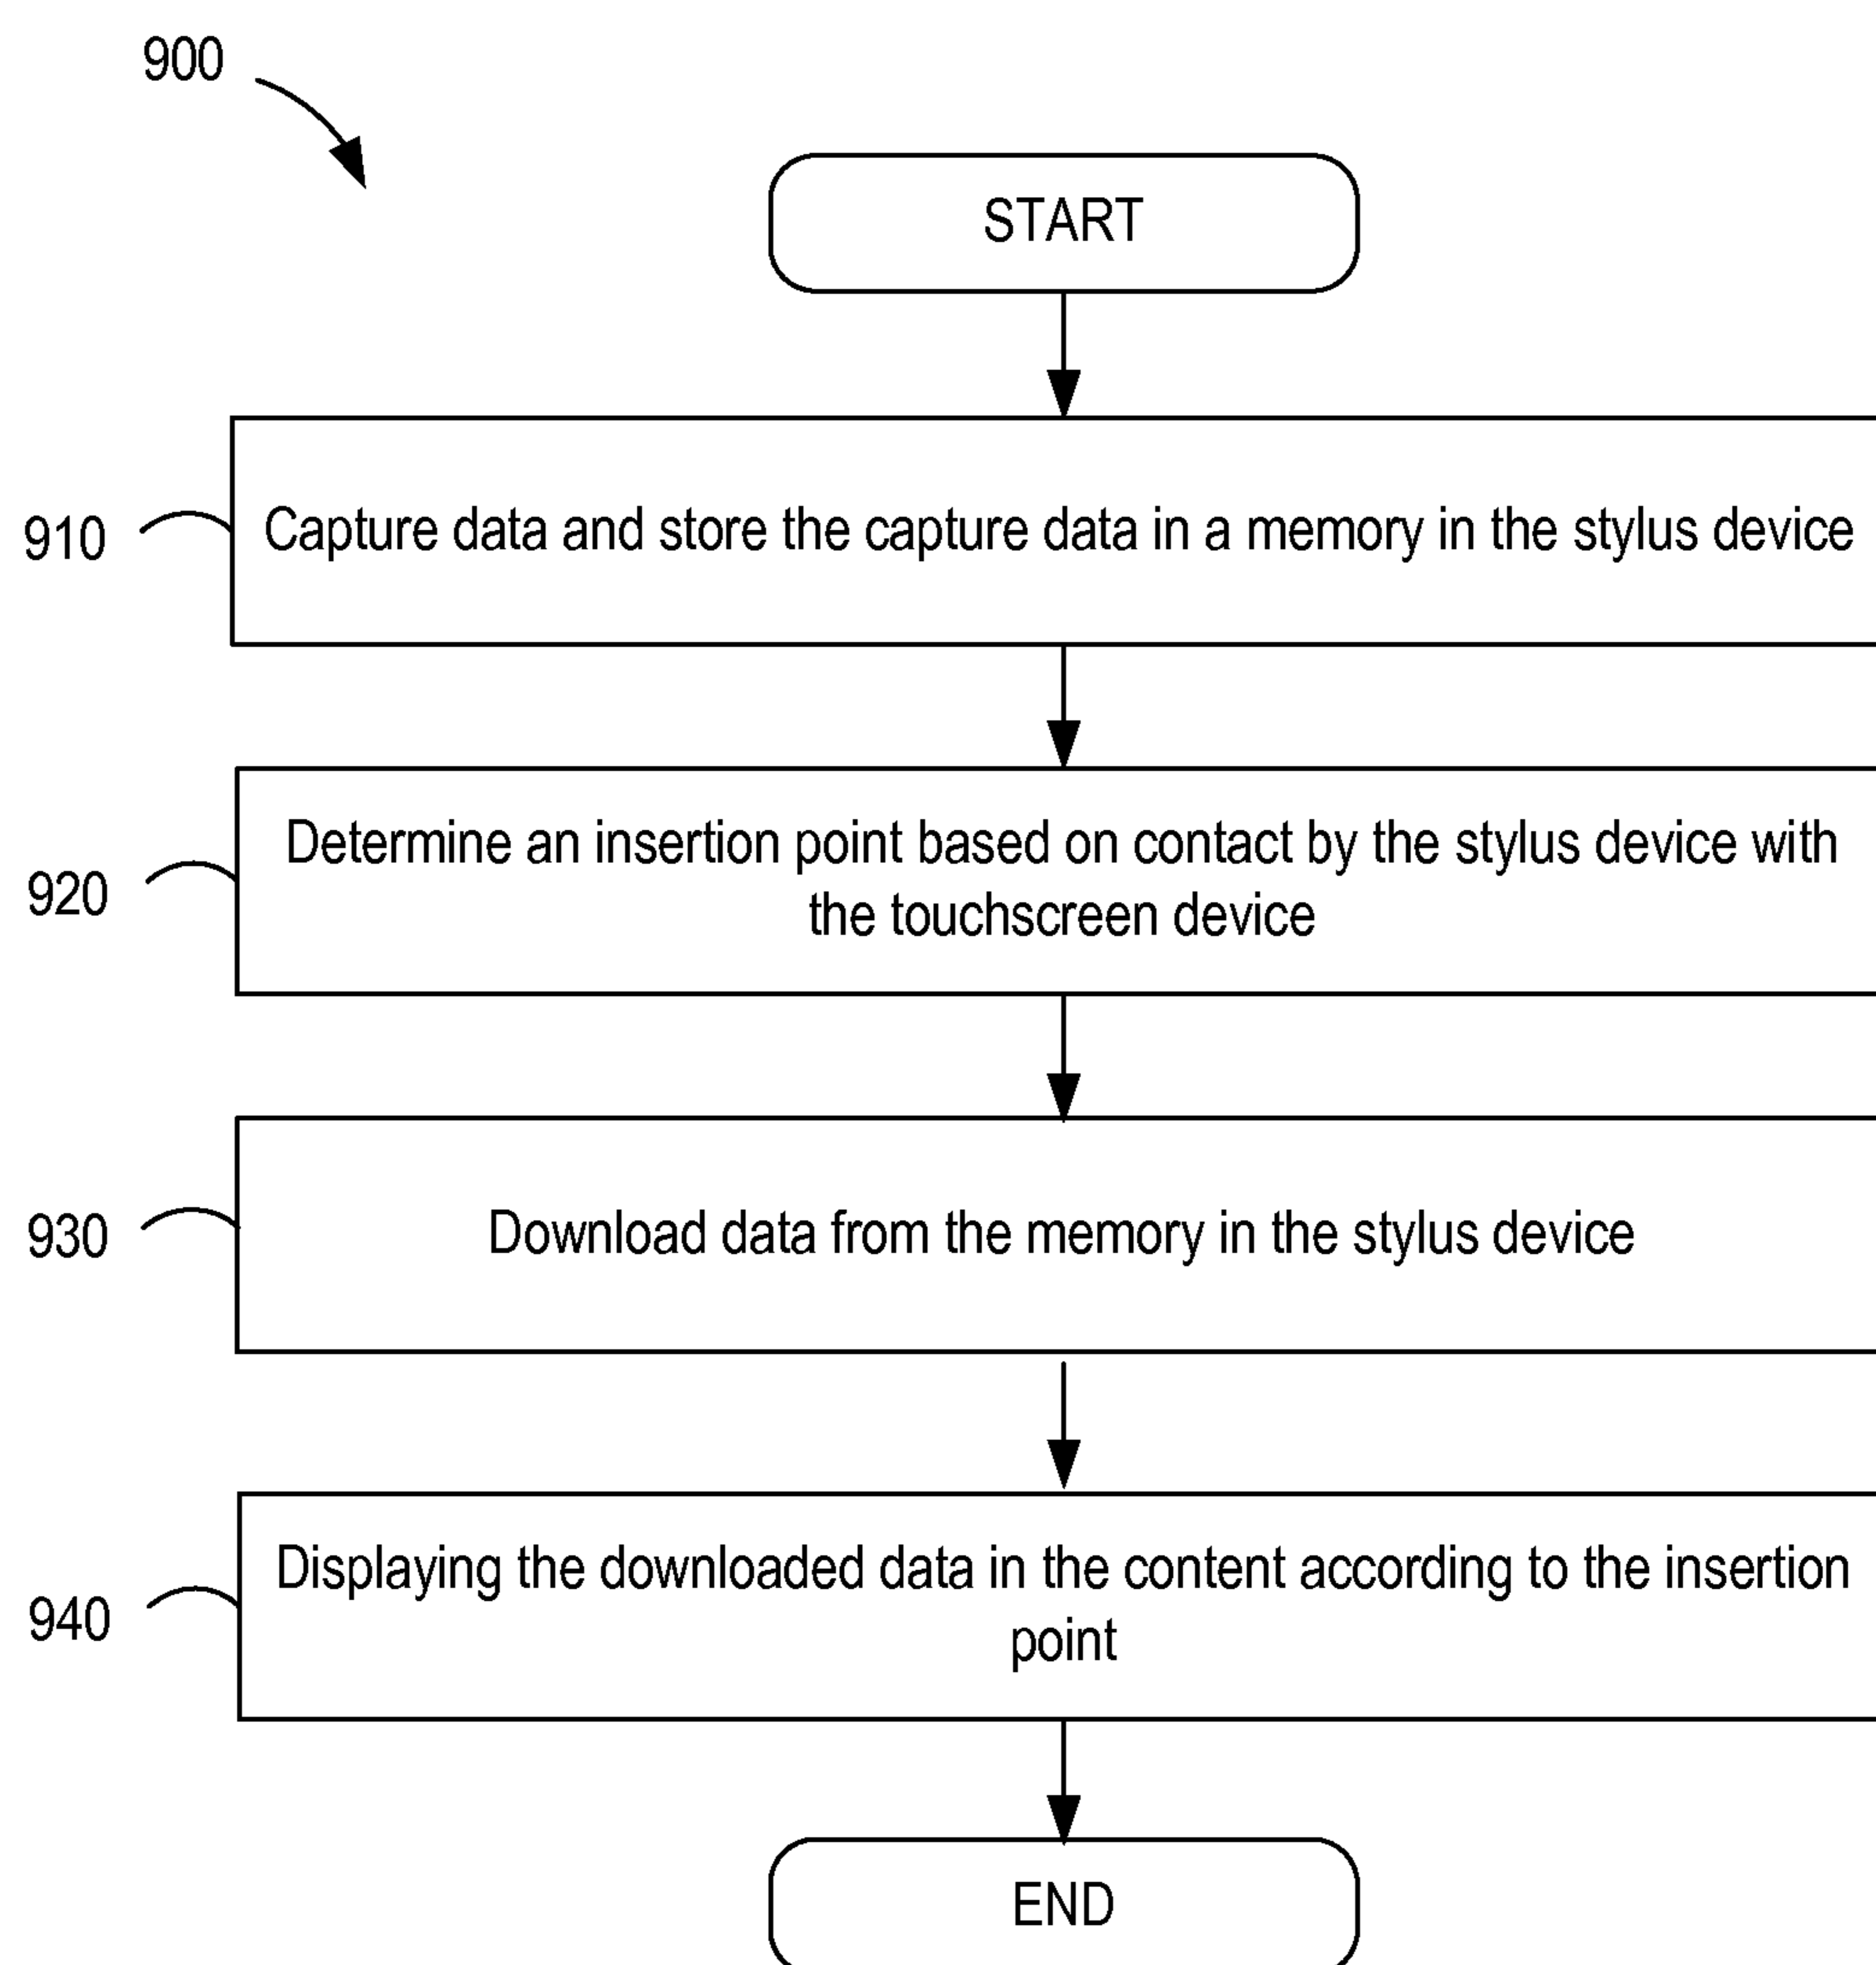 900
START
910
Capture data and store the capture data in a memory in the stylus device
920
Determine an insertion point based on contact by the stylus device with
the touchscreen device
930
Download data from the memory in the stylus device
940
Displaying the downloaded data in the content according to the insertion
point
END